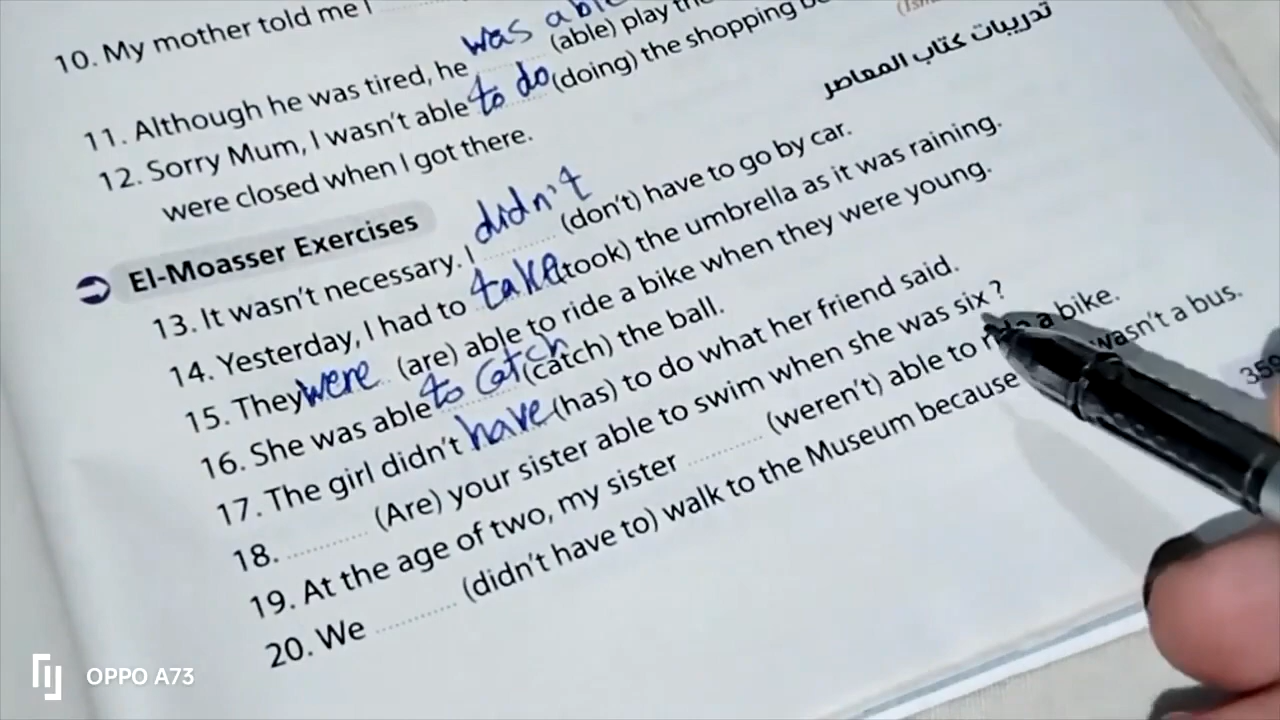 10. My mother told me I
was able
11. Although he was tired, he ........ (able) play the
to do
12. Sorry Mum, I wasn't able ........ (doing) the shopping
were closed when I got there.
تدريبات كتاب المعاصر
El-Moasser Exercises
didn't
13. It wasn't necessary. I ........ (don't) have to go by car.
14. Yesterday, I had to take (took) the umbrella as it was raining.
15. They were (are) able to ride a bike when they were young.
16. She was able to catch (catch) the ball.
17. The girl didn't have (has) to do what her friend said.
18. ........ (Are) your sister able to swim when she was six?
19. At the age of two, my sister ........ (weren't) able to a bike.
20. We ........ (didn't have to) walk to the Museum because wasn't a bus.
359
OPPO A73